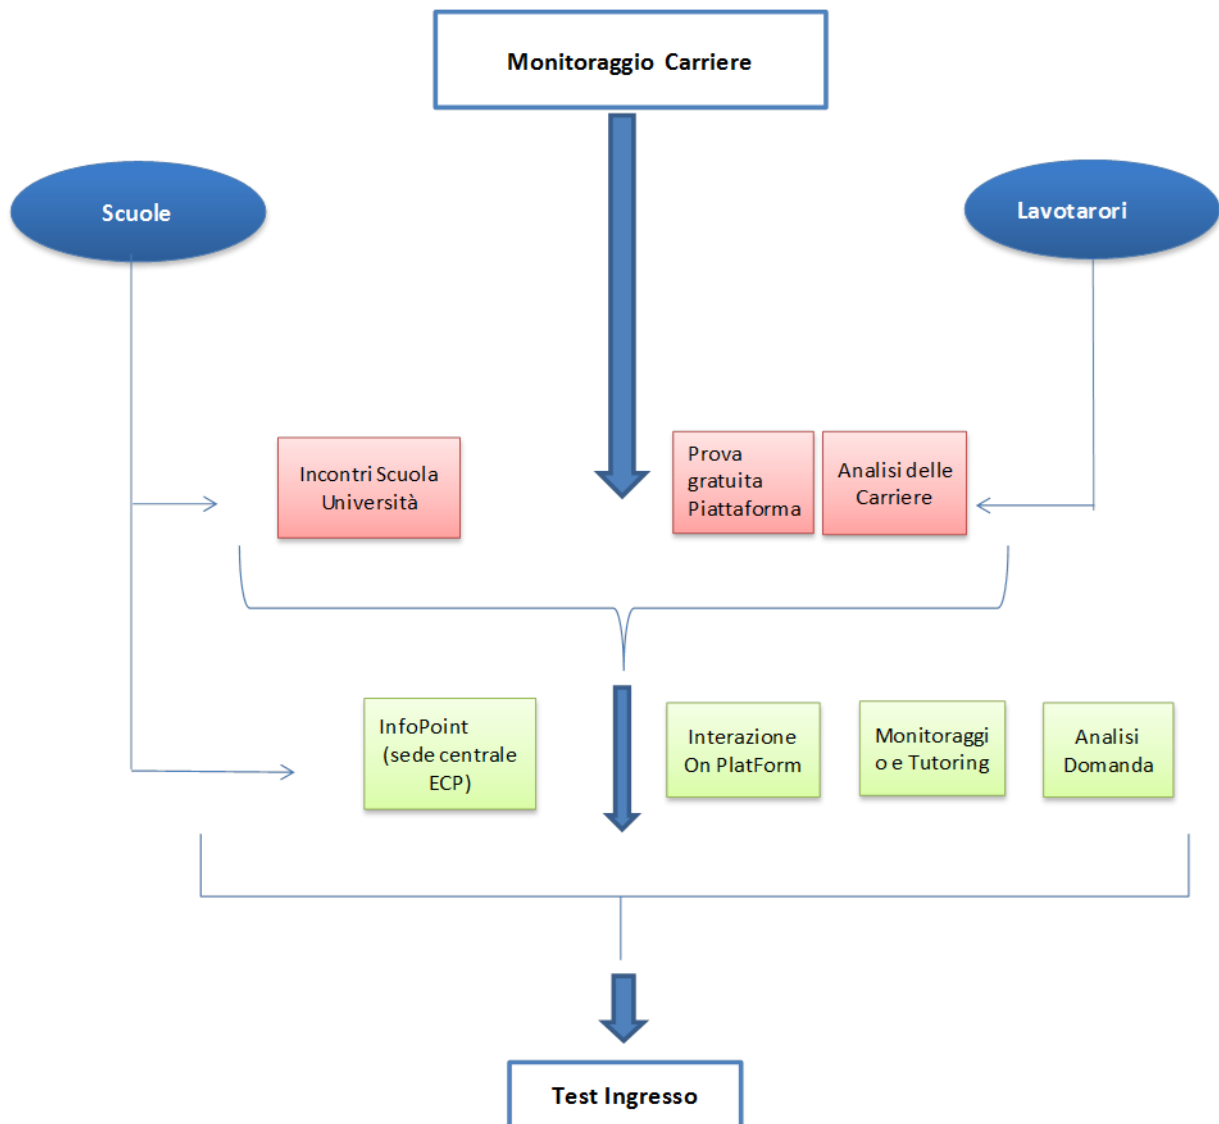 Monitoraggio Carriere
Scuole
Lavotarori
Incontri Scuola
Università
Prova
gratuita
Piattaforma
Analisi delle
Carriere
InfoPoint
(sede centrale
ECP)
Interazione
On PlatForm
Monitoraggi
o e Tutoring
Analisi
Domanda
Test Ingresso